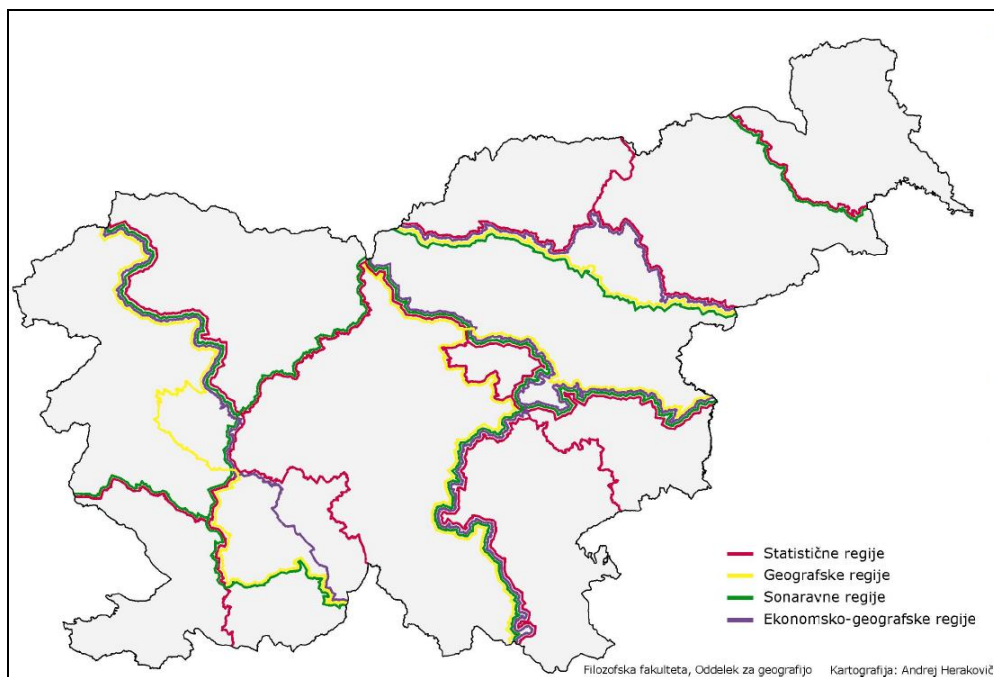 Statistične regije
Geografske regije
Sonaravne regije
Ekonomsko-geografske regije
Filozofska fakulteta, Oddelek za geografijo Kartografija: Andrej Herakovič